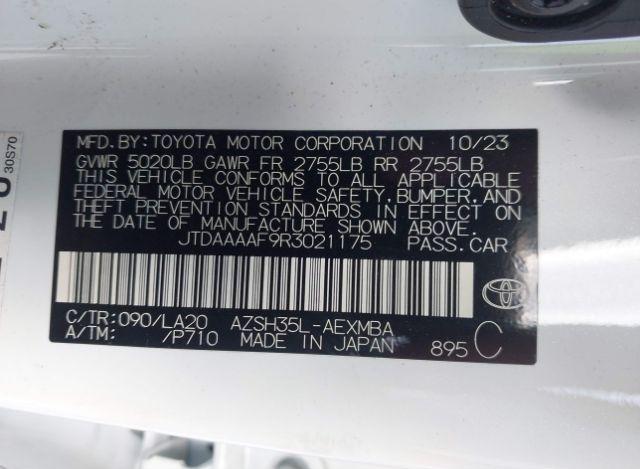 MFD.BY:TOYOTA MOTOR CORPORATION 10/23
GVWR 5020LB GAWR FR 2755LB RR 2755LB
THIS VEHICLE CONFORMS TO ALL APPLICABLE
FEDERAL MOTOR VEHICLE SAFETY,BUMPER,AND
THEFT PREVENTION STANDARDS IN EFFECT ON
THE DATE OF MANUFACTURE SHOWN ABOVE.
JTDAAAAF9R3021175 PASS.CAR
C/TR:090/LA20 AZSH35L-AEXMBA
A/TM: /P710 MADE IN JAPAN 895 C
30S70